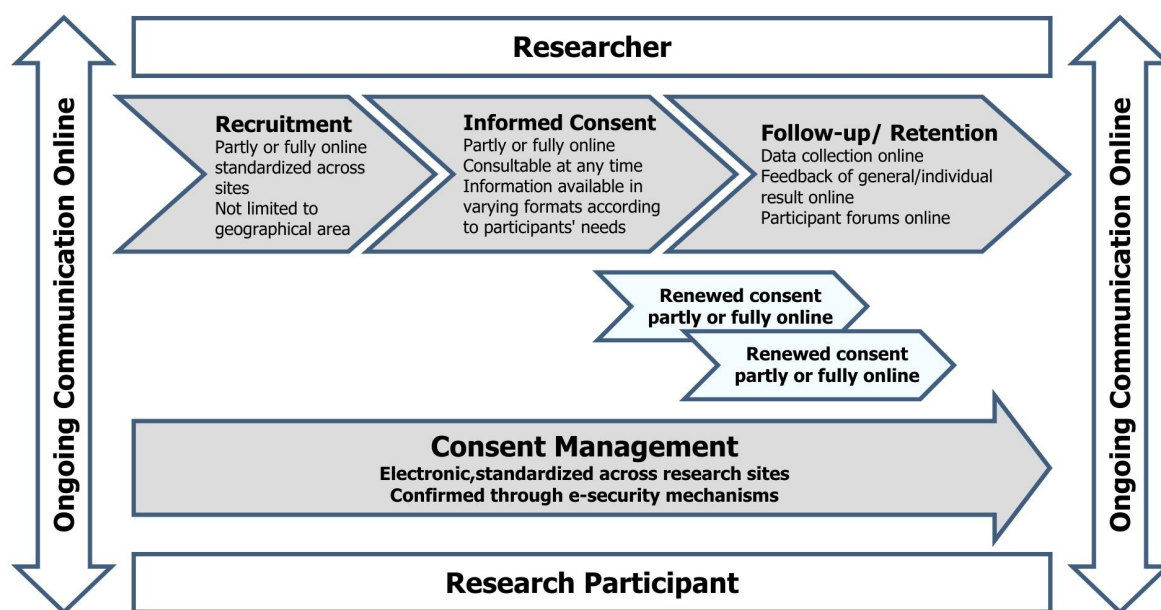 Researcher
Ongoing Communication Online
Recruitment
Partly or fully online
standardized across
sites
Not limited to
geographical area
Informed Consent
Partly or fully online
Consultable at any time
Information available in
varying formats according
to participants' needs
Follow-up/ Retention
Data collection online
Feedback of general/individual
result online
Participant forums online
Renewed consent
partly or fully online
Renewed consent
partly or fully online
Consent Management
Electronic,standardized across research sites
Confirmed through e-security mechanisms
Ongoing Communication Online
Research Participant